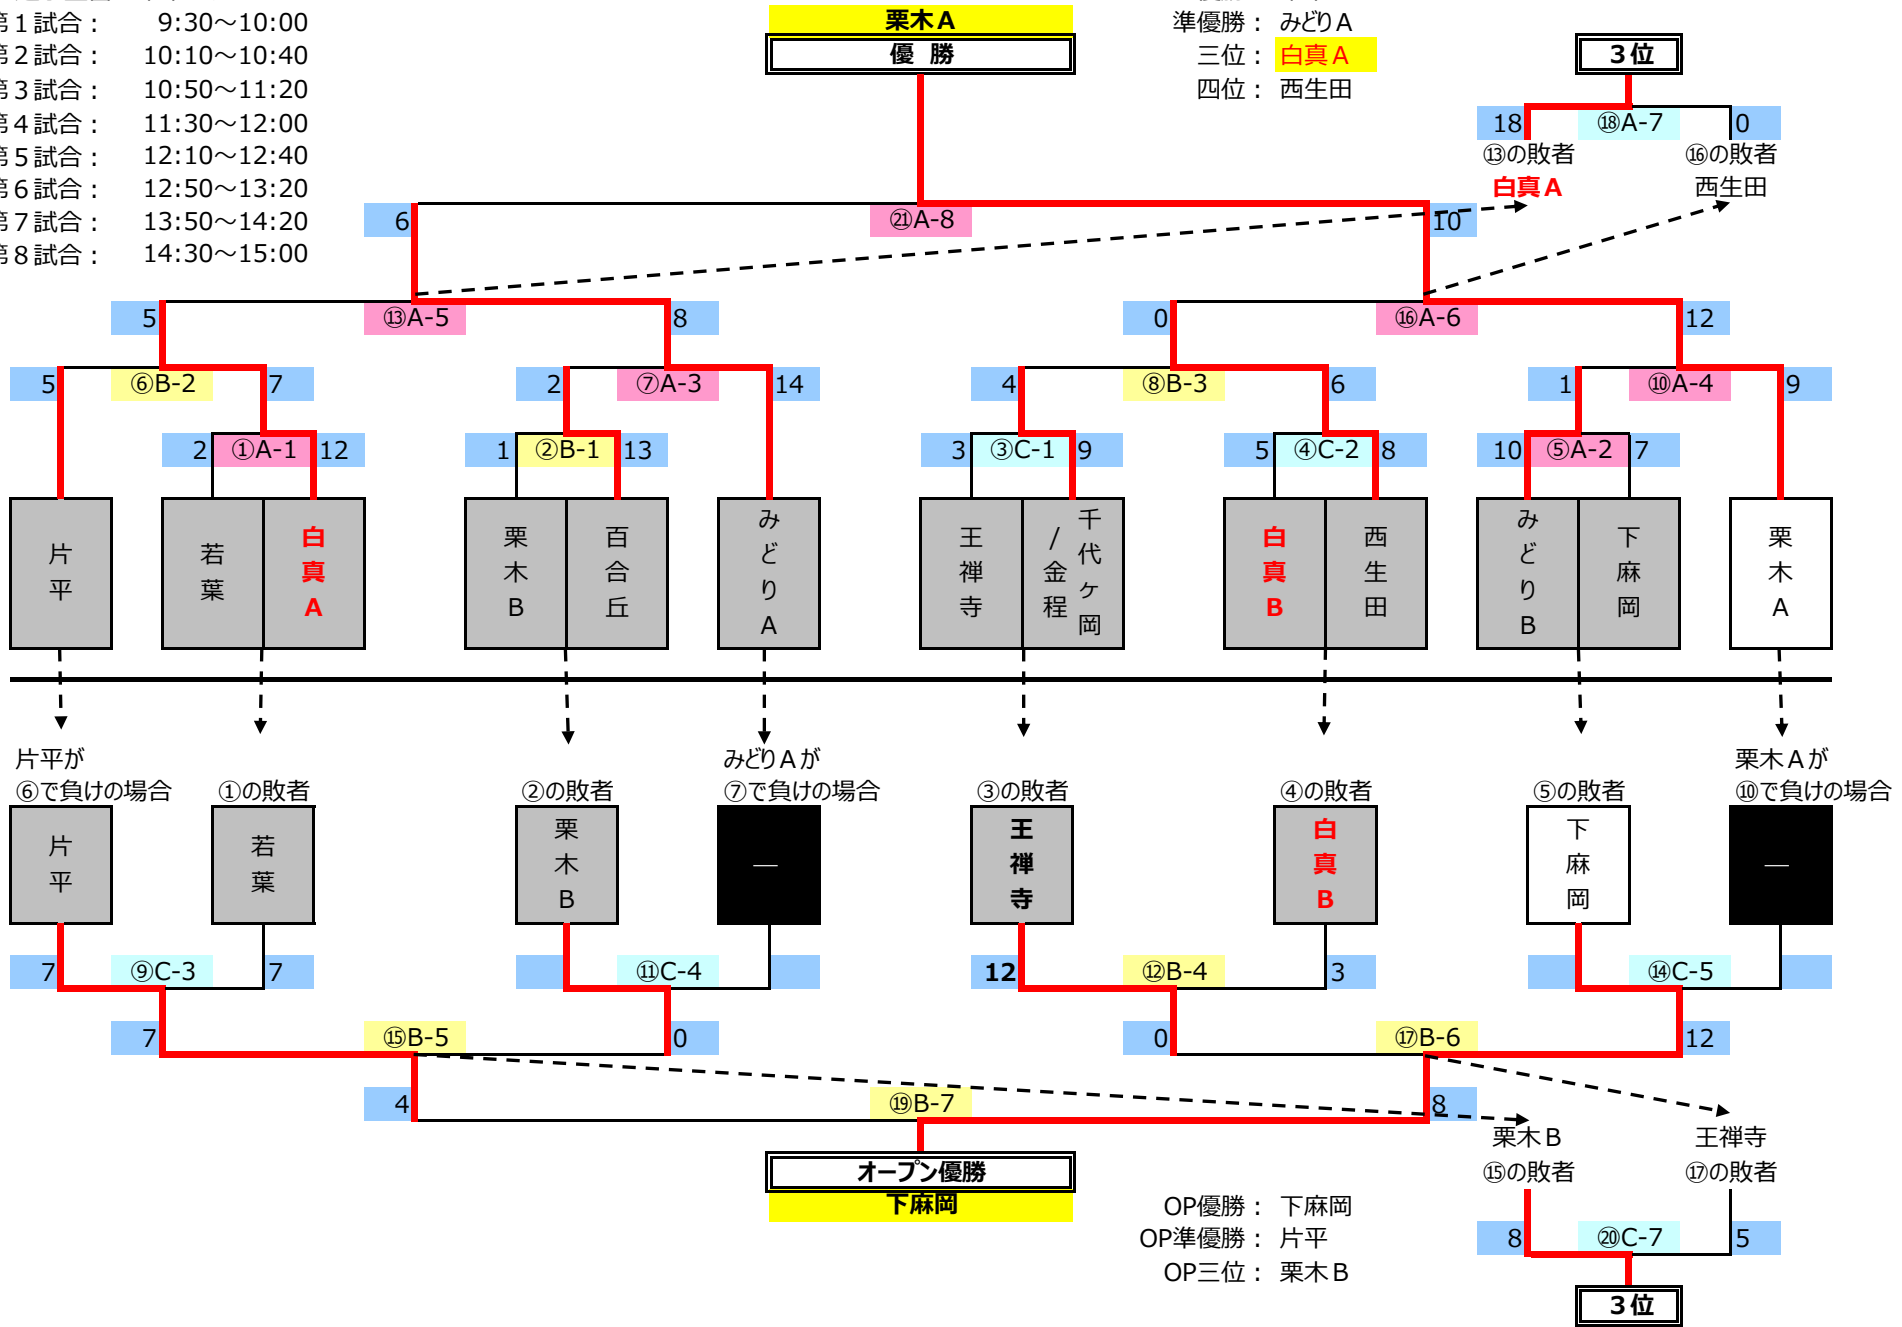 第1試合： 9:30～10:00
第2試合： 10:10～10:40
第3試合： 10:50～11:20
第4試合： 11:30～12:00
第5試合： 12:10～12:40
第6試合： 12:50～13:20
第7試合： 13:50～14:20
第8試合： 14:30～15:00
栗木A
優 勝
準優勝： みどりA
三位： 白真A
四位： 西生田
3位
18 ⑱A-7 0
⑬の敗者 ⑯の敗者
白真A 西生田
6 ㉑A-8 10
5 ⑬A-5 8 0 ⑯A-6 12
5 ⑥B-2 7 2 ⑦A-3 14 4 ⑧B-3 6 1 ⑩A-4 9
2 ①A-1 12 1 ②B-1 13 3 ③C-1 9 5 ④C-2 8 10 ⑤A-2 7
片平 若葉 白真A 栗木B 百合丘 みどりA 王禅寺 千代ヶ岡/金程 白真B 西生田 みどりB 下麻岡 栗木A
片平が みどりAが 栗木Aが
⑥で負けの場合 ①の敗者 ②の敗者 ⑦で負けの場合 ③の敗者 ④の敗者 ⑤の敗者 ⑩で負けの場合
片平 若葉 栗木B — 王禅寺 白真B 下麻岡 —
7 ⑨C-3 7 ⑪C-4 12 ⑫B-4 3 ⑭C-5
7 ⑮B-5 0 0 ⑰B-6 12
4 ⑲B-7 8
栗木B 王禅寺
⑮の敗者 ⑰の敗者
オープン優勝
下麻岡
OP優勝： 下麻岡
OP準優勝： 片平
OP三位： 栗木B
8 ⑳C-7 5
3位